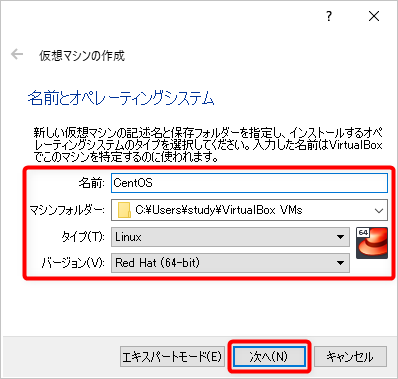 ?
仮想マシンの作成
名前とオペレーティングシステム
新しい仮想マシンの記述名と保存フォルダーを指定し、インストールするオペ
レーティングシステムのタイプを選択してください。入力した名前はVirtualBox
でこのマシンを特定するのに使われます。
名前: CentOS
マシンフォルダー: C:¥Users¥study¥VirtualBox VMs
タイプ(T): Linux 64
バージョン(V): Red Hat (64-bit)
エキスパートモード(E) 次へ(N) キャンセル